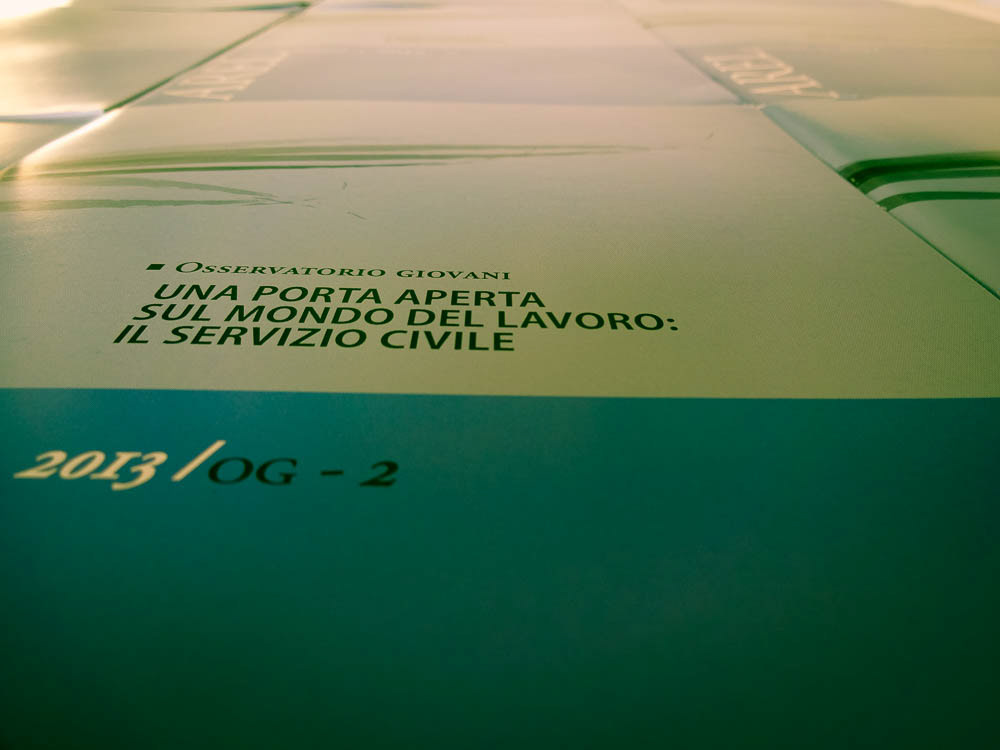 ▪ OSSERVATORIO GIOVANI
UNA PORTA APERTA
SUL MONDO DEL LAVORO:
IL SERVIZIO CIVILE
2013 / OG - 2